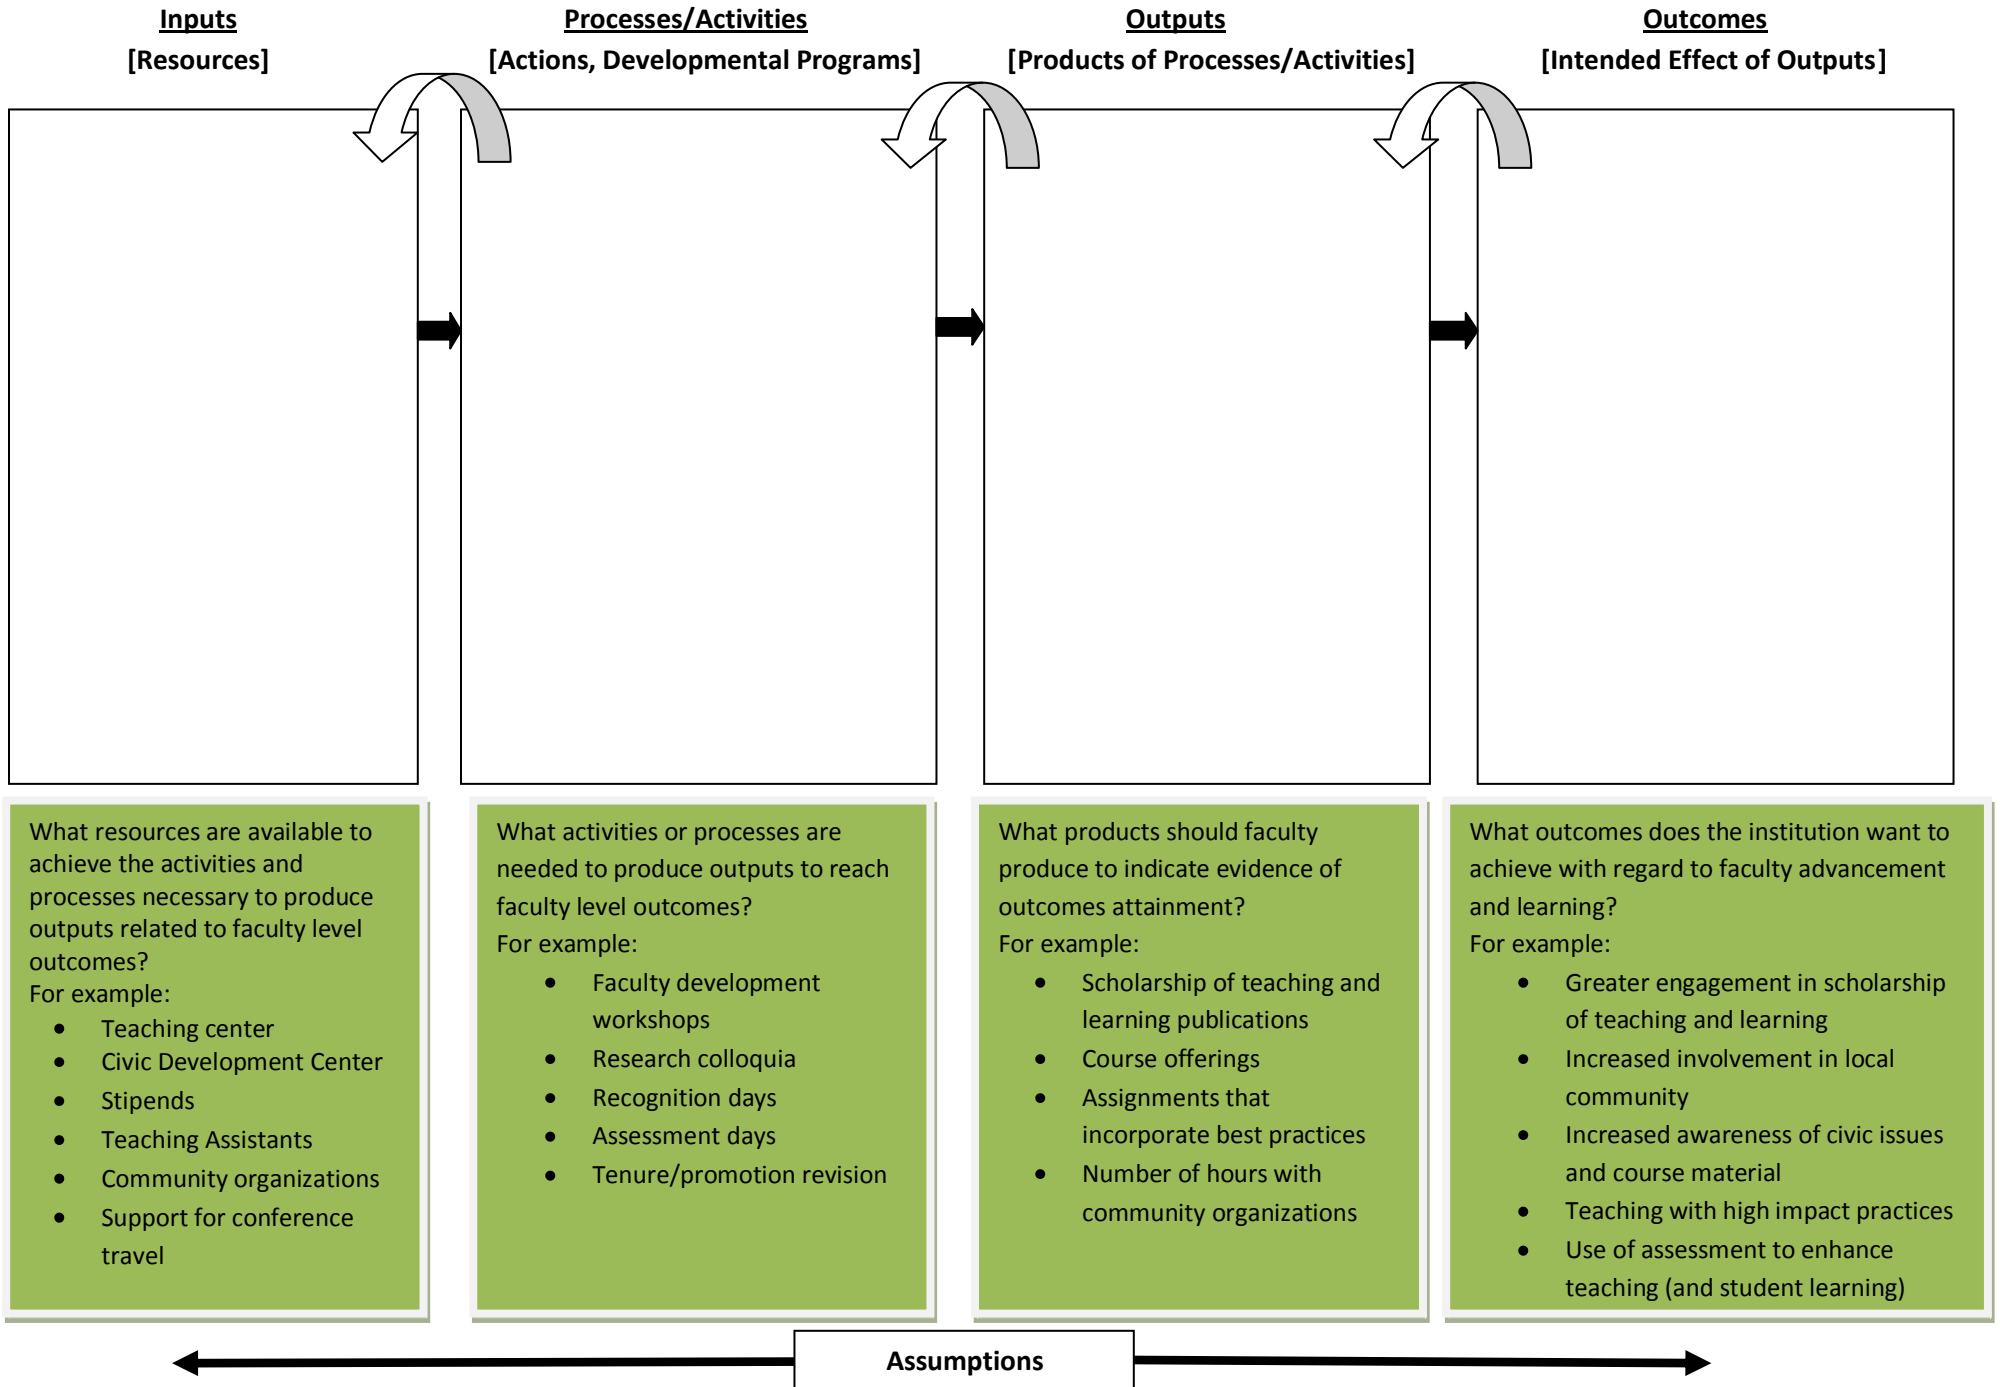 Inputs
[Resources]
Processes/Activities
[Actions, Developmental Programs]
Outputs
[Products of Processes/Activities]
Outcomes
[Intended Effect of Outputs]
What resources are available to
achieve the activities and
processes necessary to produce
outputs related to faculty level
outcomes?
For example:
• Teaching center
• Civic Development Center
• Stipends
• Teaching Assistants
• Community organizations
• Support for conference
travel
What activities or processes are
needed to produce outputs to reach
faculty level outcomes?
For example:
• Faculty development
workshops
• Research colloquia
• Recognition days
• Assessment days
• Tenure/promotion revision
What products should faculty
produce to indicate evidence of
outcomes attainment?
For example:
• Scholarship of teaching and
learning publications
• Course offerings
• Assignments that
incorporate best practices
• Number of hours with
community organizations
What outcomes does the institution want to
achieve with regard to faculty advancement
and learning?
For example:
• Greater engagement in scholarship
of teaching and learning
• Increased involvement in local
community
• Increased awareness of civic issues
and course material
• Teaching with high impact practices
• Use of assessment to enhance
teaching (and student learning)
Assumptions